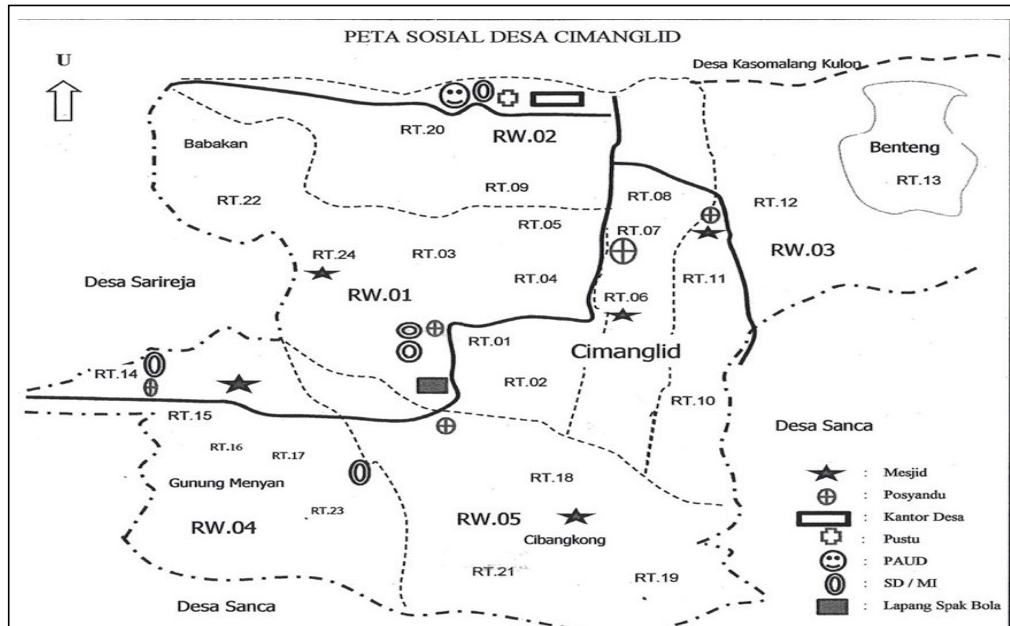 PETA SOSIAL DESA CIMANGLID
U
Desa Kasomalang Kulon
RT.20
RW.02
Babakan
Benteng
RT.13
RT.09
RT.08
RT.22
RT.12
RT.05
RT.07
RW.03
RT.24
RT.03
RT.04
RT.11
Desa Sarireja
RW.01
RT.06
RT.01
Cimanglid
RT.14
RT.02
RT.10
RT.15
Desa Sanca
RT.16
RT.17
Gunung Menyan
RT.18
RT.23
RW.04
RW.05
Cibangkong
RT.21
RT.19
Desa Sanca
: Mesjid
: Posyandu
: Kantor Desa
: Pustu
: PAUD
: SD / MI
: Lapang Spak Bola